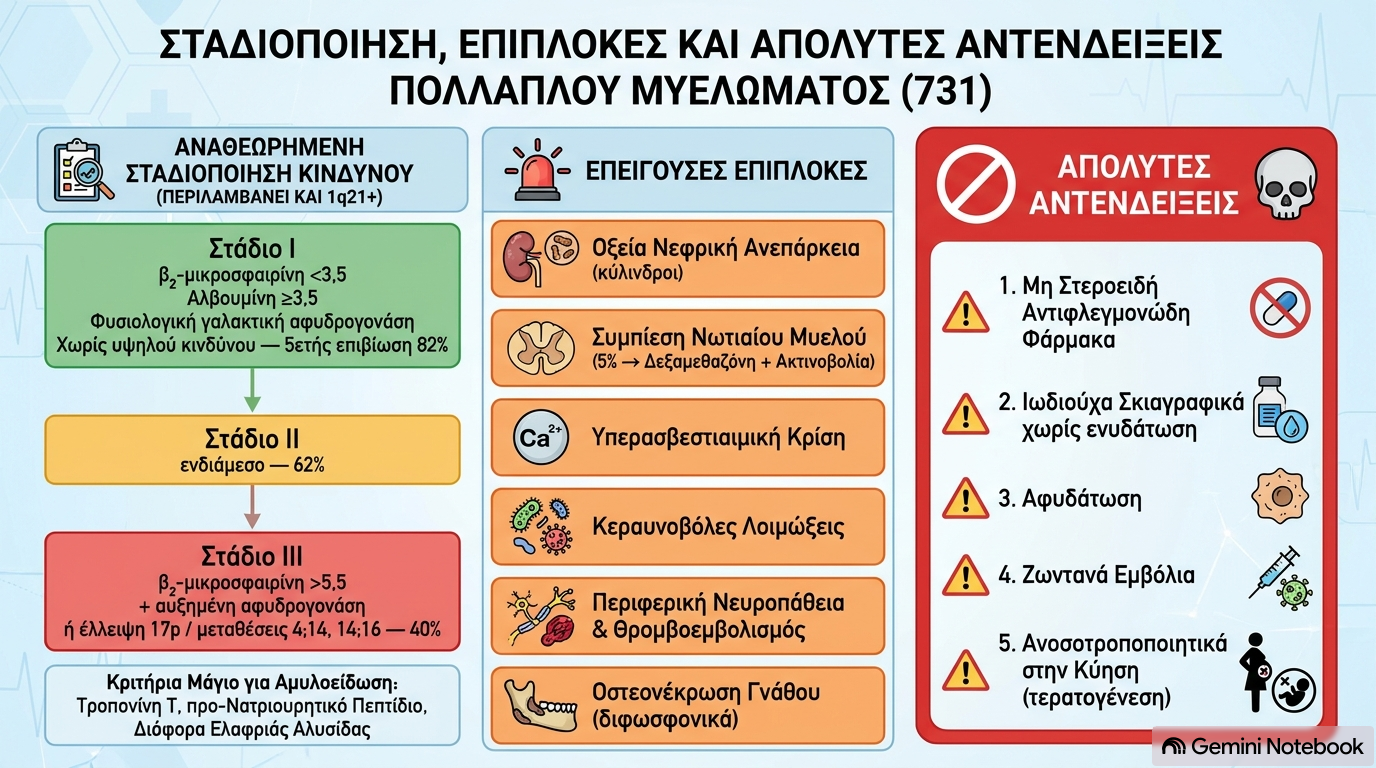 ΣΤΑΔΙΟΠΟΙΗΣΗ, ΕΠΙΠΛΟΚΕΣ ΚΑΙ ΑΠΟΛΥΤΕΣ ΑΝΤΕΝΔΕΙΞΕΙΣ
ΠΟΛΛΑΠΛΟΥ ΜΥΕΛΩΜΑΤΟΣ (731)
ΑΝΑΘΕΩΡΗΜΕΝΗ
ΣΤΑΔΙΟΠΟΙΗΣΗ ΚΙΝΔΥΝΟΥ
(ΠΕΡΙΛΑΜΒΑΝΕΙ ΚΑΙ 1q21+)
Στάδιο I
β₂-μικροσφαιρίνη <3,5
Αλβουμίνη ≥3,5
Φυσιολογική γαλακτική αφυδρογονάση
Χωρίς υψηλού κινδύνου — 5ετής επιβίωση 82%
Στάδιο II
ενδιάμεσο — 62%
Στάδιο III
β₂-μικροσφαιρίνη >5,5
+ αυξημένη αφυδρογονάση
ή έλλειψη 17p / μεταθέσεις 4;14, 14;16 — 40%
Κριτήρια Μάγιο για Αμυλοείδωση:
Τροπονίνη Τ, προ-Νατριουρητικό Πεπτίδιο,
Διάφορα Ελαφριάς Αλυσίδας
ΕΠΕΙΓΟΥΣΕΣ ΕΠΙΠΛΟΚΕΣ
Οξεία Νεφρική Ανεπάρκεια
(κύλινδροι)
Συμπίεση Νωτιαίου Μυελού
(5% → Δεξαμεθαζόνη + Ακτινοβολία)
Ca²⁺
Υπερασβεστιαιμική Κρίση
Κεραυνοβόλες Λοιμώξεις
Περιφερική Νευροπάθεια
& Θρομβοεμβολισμός
Οστεονέκρωση Γνάθου
(διφωσφονικά)
ΑΠΟΛΥΤΕΣ
ΑΝΤΕΝΔΕΙΞΕΙΣ
1. Μη Στεροειδή
Αντιφλεγμονώδη
Φάρμακα
2. Ιωδιούχα Σκιαγραφικά
χωρίς ενυδάτωση
3. Αφυδάτωση
4. Ζωντανά Εμβόλια
5. Ανοσοτροποποιητικά
στην Κύηση
(τερατογένεση)
Gemini Notebook